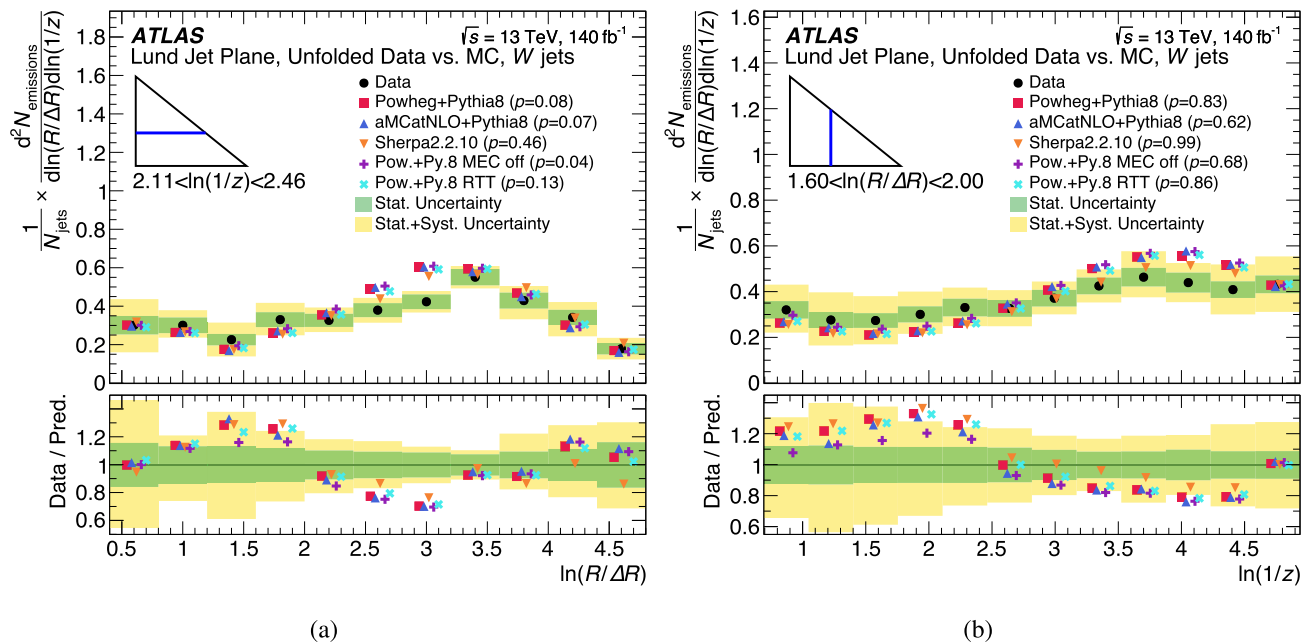 ATLAS
√s = 13 TeV, 140 fb⁻¹
Lund Jet Plane, Unfolded Data vs. MC, W jets
Data
Powheg+Pythia8 (p=0.08)
aMCatNLO+Pythia8 (p=0.07)
Sherpa2.2.10 (p=0.46)
Pow.+Py.8 MEC off (p=0.04)
Pow.+Py.8 RTT (p=0.13)
Stat. Uncertainty
Stat.+Syst. Uncertainty
2.11<ln(1/z)<2.46
1/N_jets × d²N_emissions/dln(R/ΔR)dln(1/z)
1.8
1.6
1.4
1.2
1
0.8
0.6
0.4
0.2
0
Data / Pred.
1.2
1
0.8
0.6
0.5 1 1.5 2 2.5 3 3.5 4 4.5
ln(R/ΔR)
(a)
ATLAS
√s = 13 TeV, 140 fb⁻¹
Lund Jet Plane, Unfolded Data vs. MC, W jets
Data
Powheg+Pythia8 (p=0.83)
aMCatNLO+Pythia8 (p=0.62)
Sherpa2.2.10 (p=0.99)
Pow.+Py.8 MEC off (p=0.68)
Pow.+Py.8 RTT (p=0.86)
Stat. Uncertainty
Stat.+Syst. Uncertainty
1.60<ln(R/ΔR)<2.00
1/N_jets × d²N_emissions/dln(R/ΔR)dln(1/z)
1.6
1.4
1.2
1
0.8
0.6
0.4
0.2
0
Data / Pred.
1.2
1
0.8
0.6
1 1.5 2 2.5 3 3.5 4 4.5
ln(1/z)
(b)